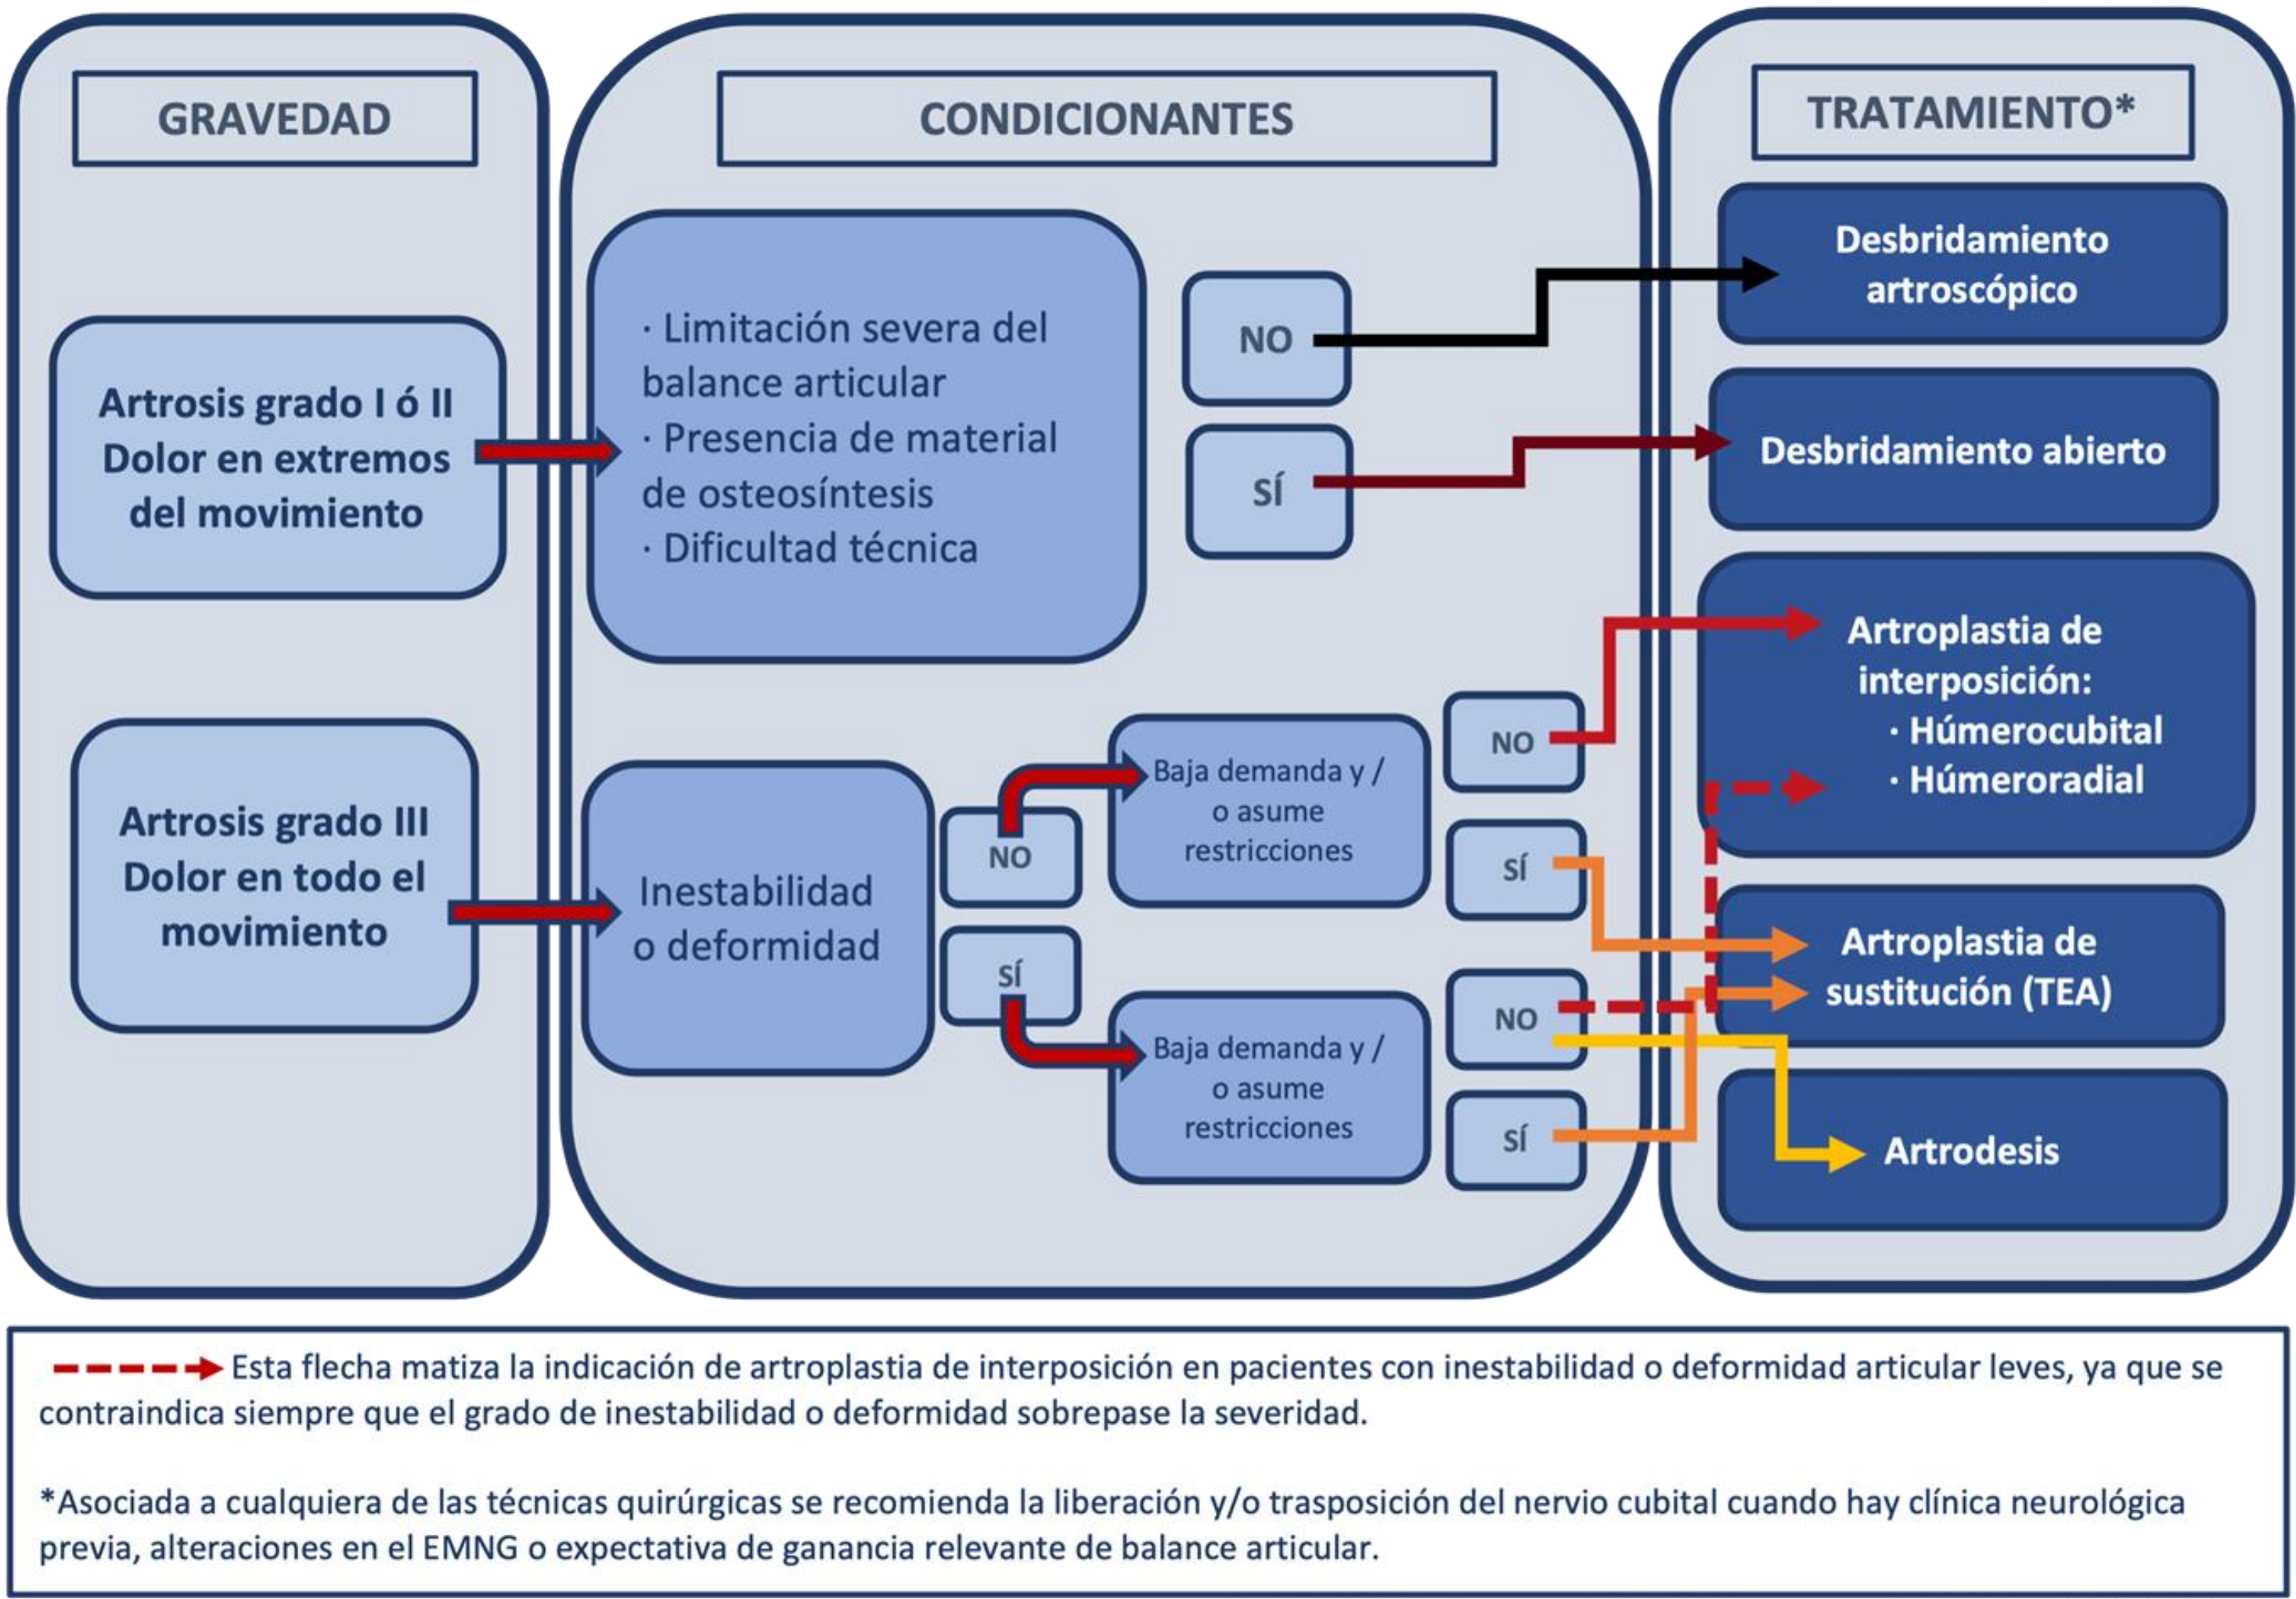 GRAVEDAD
Artrosis grado I ó II
Dolor en extremos
del movimiento
Artrosis grado III
Dolor en todo el
movimiento
CONDICIONANTES
· Limitación severa del
balance articular
· Presencia de material
de osteosíntesis
· Dificultad técnica
NO
SÍ
Inestabilidad
o deformidad
NO
SÍ
Baja demanda y /
o asume
restricciones
NO
SÍ
Baja demanda y /
o asume
restricciones
NO
SÍ
TRATAMIENTO*
Desbridamiento
artroscópico
Desbridamiento abierto
Artroplastia de
interposición:
· Húmerocubital
· Húmeroradial
Artroplastia de
sustitución (TEA)
Artrodesis
Esta flecha matiza la indicación de artroplastia de interposición en pacientes con inestabilidad o deformidad articular leves, ya que se
contraindica siempre que el grado de inestabilidad o deformidad sobrepase la severidad.
*Asociada a cualquiera de las técnicas quirúrgicas se recomienda la liberación y/o trasposición del nervio cubital cuando hay clínica neurológica
previa, alteraciones en el EMNG o expectativa de ganancia relevante de balance articular.